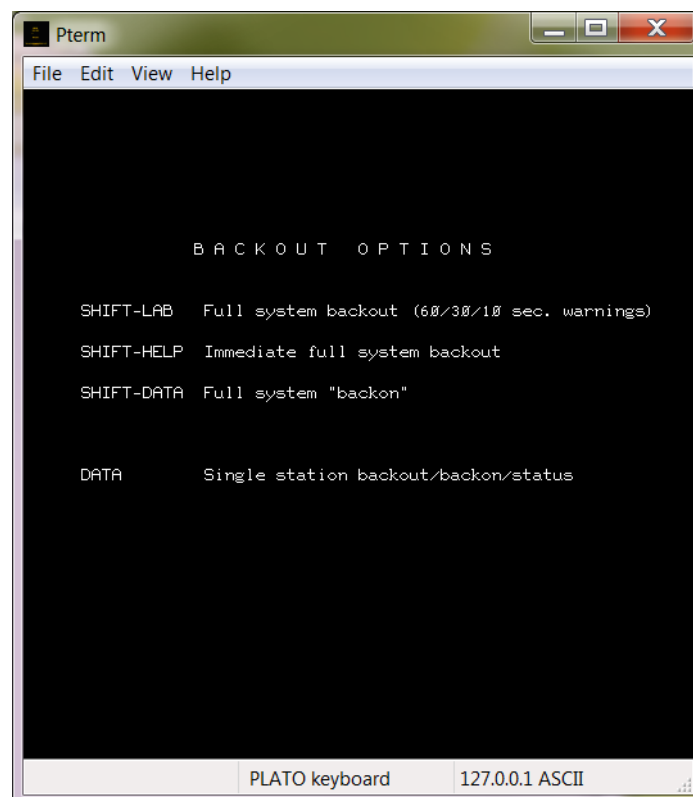 Pterm
File Edit View Help
BACKOUT OPTIONS
SHIFT-LAB Full system backout (60/30/10 sec. warnings)
SHIFT-HELP Immediate full system backout
SHIFT-DATA Full system "backon"
DATA Single station backout/backon/status
PLATO keyboard 127.0.0.1 ASCII